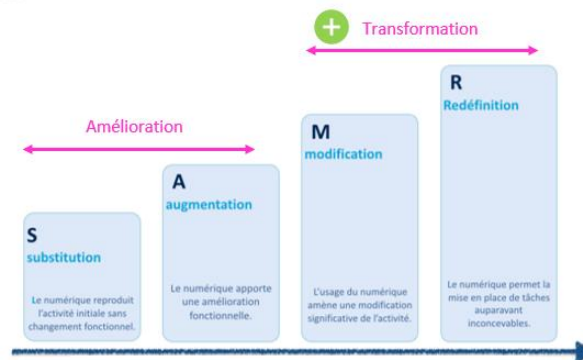 + Transformation
Amélioration
S
substitution
Le numérique reproduit
l'activité initiale sans
changement fonctionnel.
A
augmentation
Le numérique apporte
une amélioration
fonctionnelle.
M
modification
L'usage du numérique
amène une modification
significative de l'activité.
R
Redéfinition
Le numérique permet la
mise en place de tâches
auparavant
inconcevables.